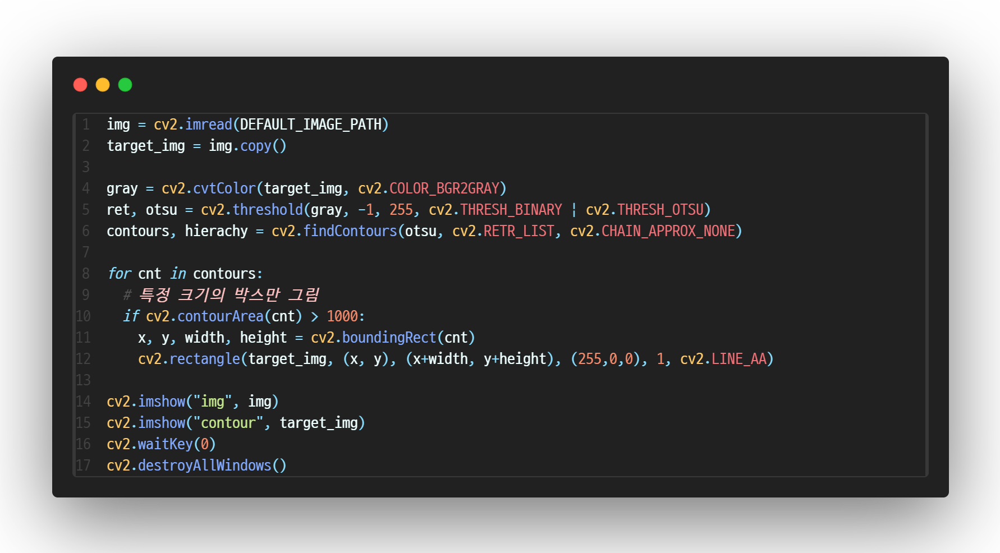 1 img = cv2.imread(DEFAULT_IMAGE_PATH)
2 target_img = img.copy()
3
4 gray = cv2.cvtColor(target_img, cv2.COLOR_BGR2GRAY)
5 ret, otsu = cv2.threshold(gray, -1, 255, cv2.THRESH_BINARY | cv2.THRESH_OTSU)
6 contours, hierachy = cv2.findContours(otsu, cv2.RETR_LIST, cv2.CHAIN_APPROX_NONE)
7
8 for cnt in contours:
9   # 특정 크기의 박스만 그림
10   if cv2.contourArea(cnt) > 1000:
11     x, y, width, height = cv2.boundingRect(cnt)
12     cv2.rectangle(target_img, (x, y), (x+width, y+height), (255,0,0), 1, cv2.LINE_AA)
13
14 cv2.imshow("img", img)
15 cv2.imshow("contour", target_img)
16 cv2.waitKey(0)
17 cv2.destroyAllWindows()